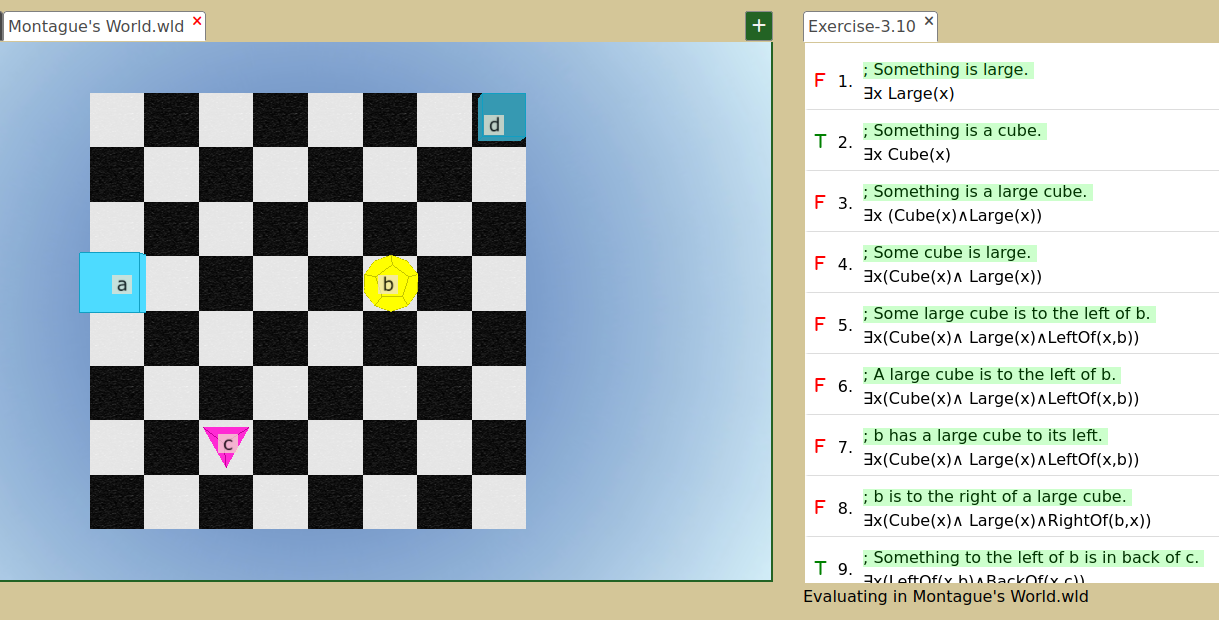 Montague's World.wld ×
+
Exercise-3.10 ×
d
a
b
c
F 1. ; Something is large.
∃x Large(x)
T 2. ; Something is a cube.
∃x Cube(x)
F 3. ; Something is a large cube.
∃x (Cube(x)∧Large(x))
F 4. ; Some cube is large.
∃x(Cube(x)∧ Large(x))
F 5. ; Some large cube is to the left of b.
∃x(Cube(x)∧ Large(x)∧LeftOf(x,b))
F 6. ; A large cube is to the left of b.
∃x(Cube(x)∧ Large(x)∧LeftOf(x,b))
F 7. ; b has a large cube to its left.
∃x(Cube(x)∧ Large(x)∧LeftOf(x,b))
F 8. ; b is to the right of a large cube.
∃x(Cube(x)∧ Large(x)∧RightOf(b,x))
T 9. ; Something to the left of b is in back of c.
∃x(LeftOf(x,b)∧BackOf(x,c))
Evaluating in Montague's World.wld